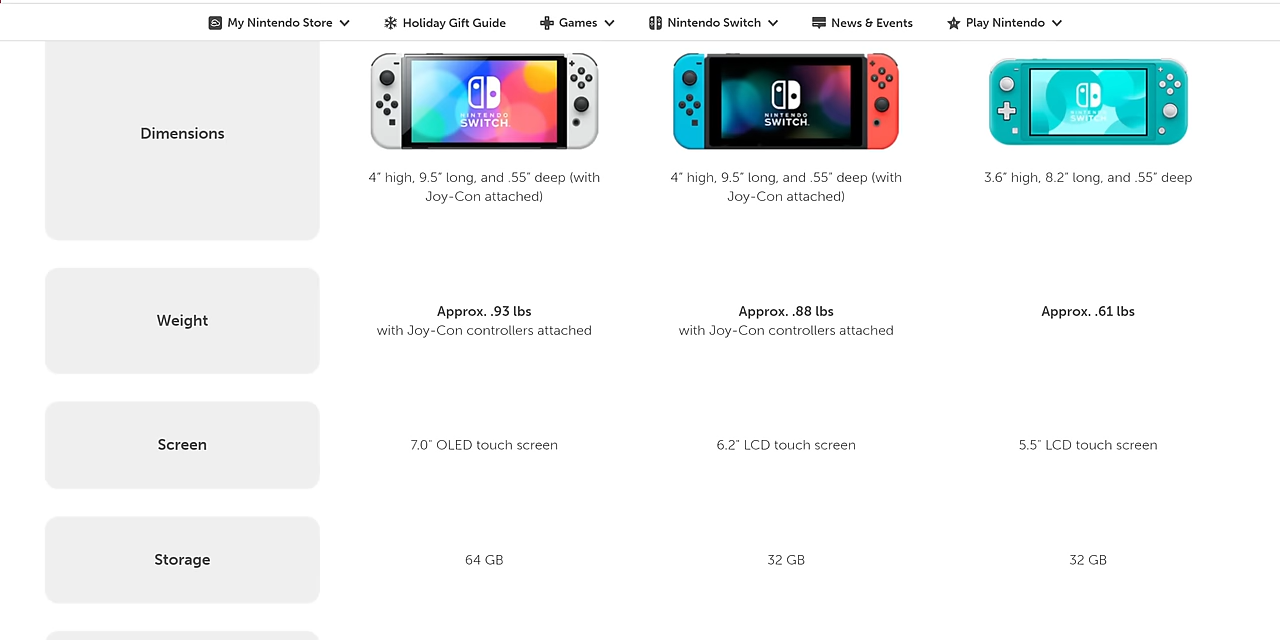 My Nintendo Store
Holiday Gift Guide
Games
Nintendo Switch
News & Events
Play Nintendo
Dimensions
NINTENDO
SWITCH
NINTENDO
SWITCH
NINTENDO
SWITCH
4” high, 9.5” long, and .55” deep (with
Joy-Con attached)
4” high, 9.5” long, and .55” deep (with
Joy-Con attached)
3.6” high, 8.2” long, and .55” deep
Weight
Approx. .93 lbs
with Joy-Con controllers attached
Approx. .88 lbs
with Joy-Con controllers attached
Approx. .61 lbs
Screen
7.0" OLED touch screen
6.2" LCD touch screen
5.5" LCD touch screen
Storage
64 GB
32 GB
32 GB